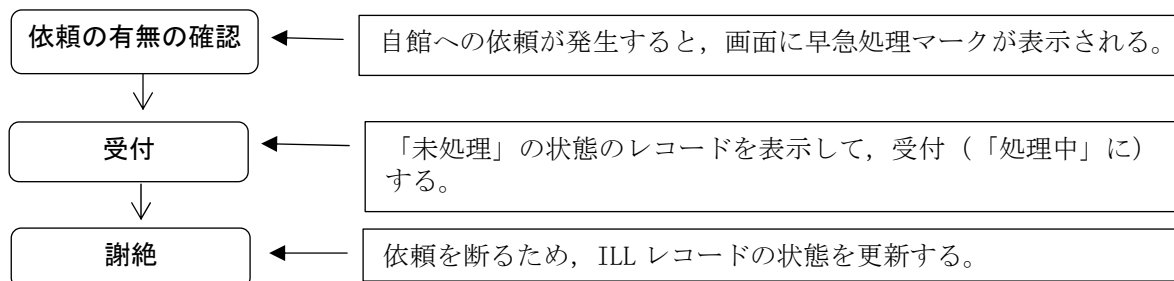 依頼の有無の確認
自館への依頼が発生すると，画面に早急処理マークが表示される。
受付
「未処理」の状態のレコードを表示して，受付（「処理中」に）
する。
謝絶
依頼を断るため，ILL レコードの状態を更新する。